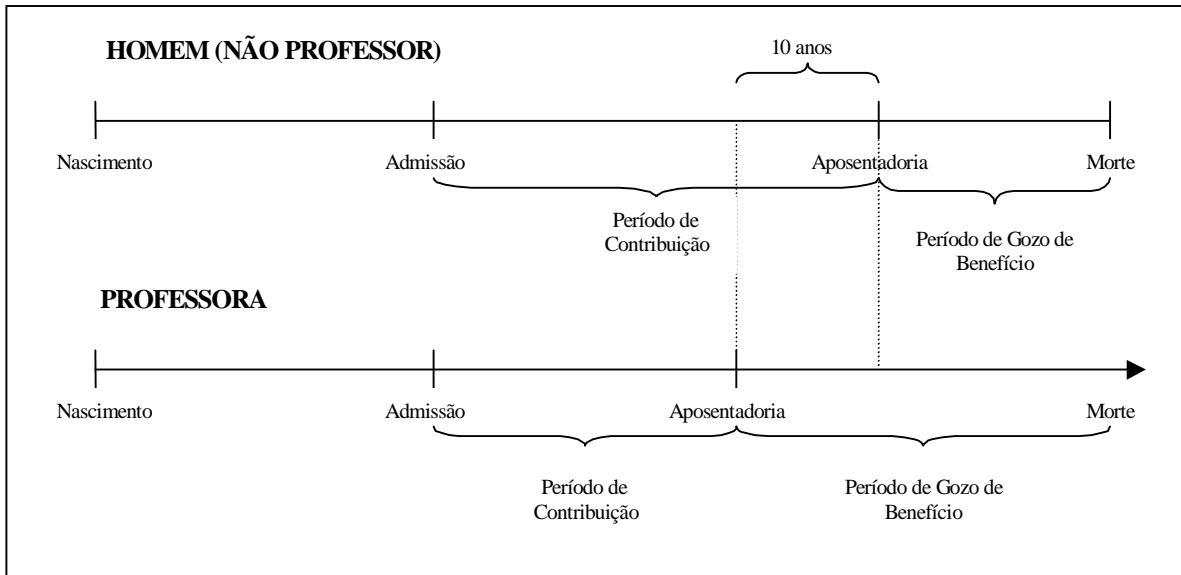 HOMEM (NÃO PROFESSOR)
10 anos
Nascimento
Admissão
Aposentadoria
Morte
Período de
Contribuição
Período de Gozo de
Benefício
PROFESSORA
Nascimento
Admissão
Aposentadoria
Morte
Período de
Contribuição
Período de Gozo de
Benefício